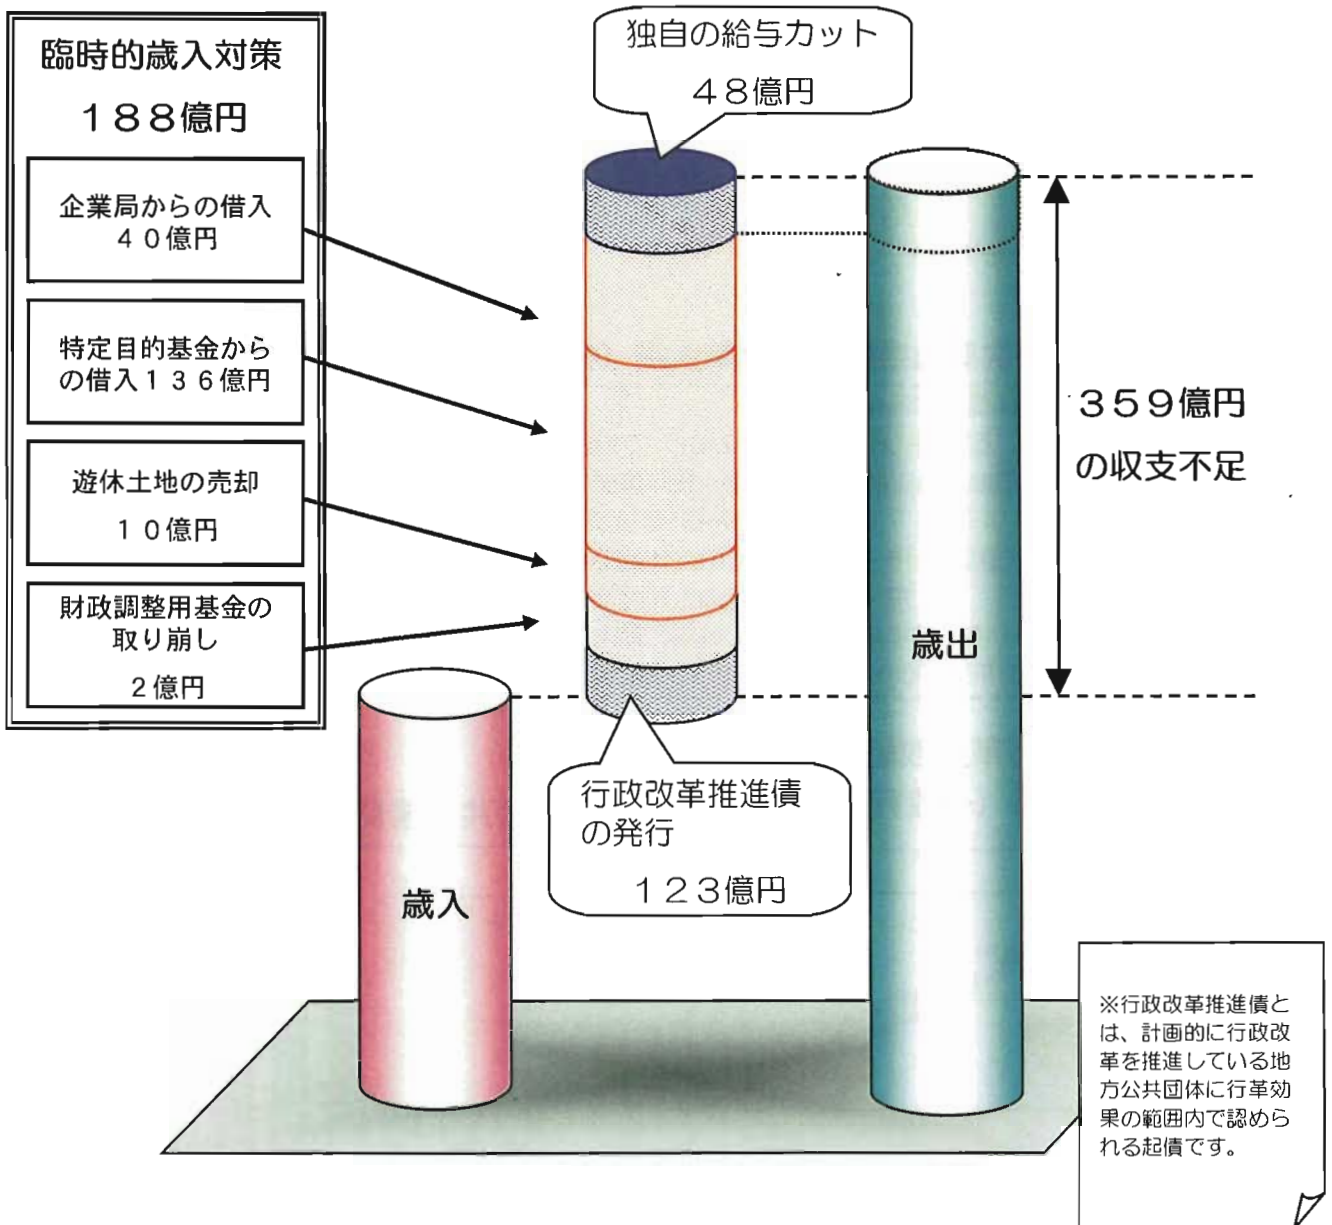 臨時的歳入対策
188億円
企業局からの借入
40億円
特定目的基金から
の借入136億円
遊休土地の売却
10億円
財政調整用基金の
取り崩し
2億円
独自の給与カット
48億円
359億円
の収支不足
歳出
行政改革推進債
の発行
123億円
歳入
※行政改革推進債と
は、計画的に行政改
革を推進している地
方公共団体に行革効
果の範囲内で認めら
れる起債です。